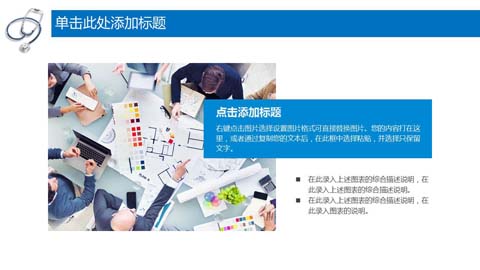 单击此处添加标题
点击添加标题
右键点击图片选择设置图片格式可直接替换图片。您的内容打在这
里，或者通过复制您的文本后，在此框中选择粘贴，并选择只保留
文字。
■ 在此录入上述图表的综合描述说明，在
此录入上述图表的综合描述说明。
■ 在此录入上述图表的综合描述说明，在
此录入图表的说明。